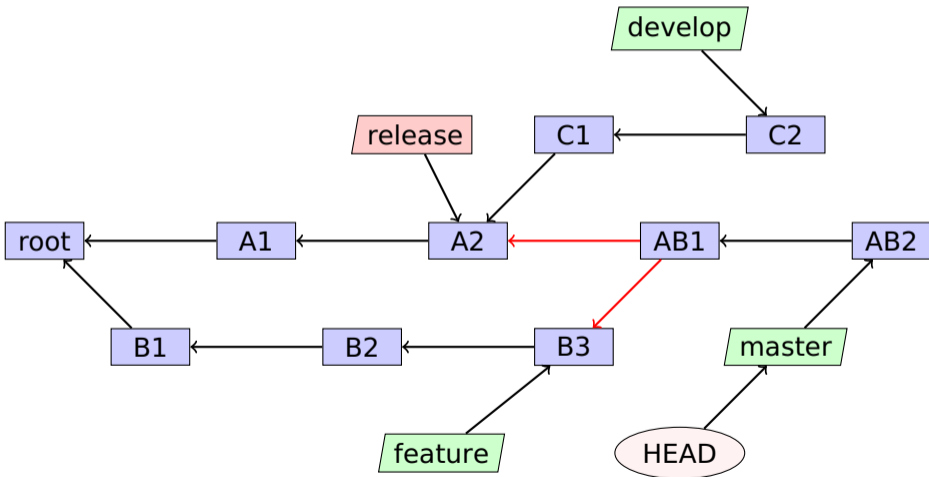 develop
release
C1
C2
root
A1
A2
AB1
AB2
B1
B2
B3
master
feature
HEAD